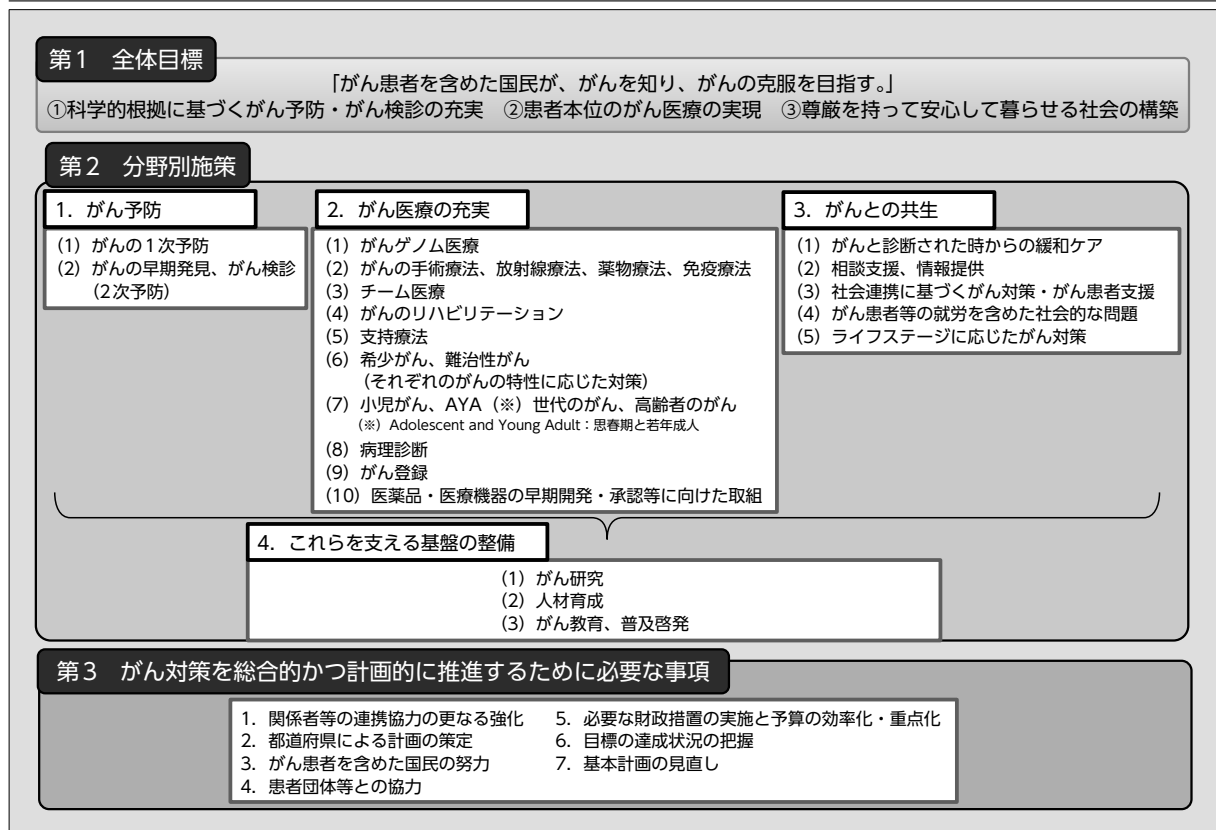 第1 全体目標
「がん患者を含めた国民が、がんを知り、がんの克服を目指す。」
①科学的根拠に基づくがん予防・がん検診の充実 ②患者本位のがん医療の実現 ③尊厳を持って安心して暮らせる社会の構築
第2 分野別施策
1. がん予防
(1) がんの1次予防
(2) がんの早期発見、がん検診
(2次予防)
2. がん医療の充実
(1) がんゲノム医療
(2) がんの手術療法、放射線療法、薬物療法、免疫療法
(3) チーム医療
(4) がんのリハビリテーション
(5) 支持療法
(6) 希少がん、難治性がん
(それぞれのがんの特性に応じた対策)
(7) 小児がん、AYA(※)世代のがん、高齢者のがん
(※) Adolescent and Young Adult:思春期と若年成人
(8) 病理診断
(9) がん登録
(10) 医薬品・医療機器の早期開発・承認等に向けた取組
3. がんとの共生
(1) がんと診断された時からの緩和ケア
(2) 相談支援、情報提供
(3) 社会連携に基づくがん対策・がん患者支援
(4) がん患者等の就労を含めた社会的な問題
(5) ライフステージに応じたがん対策
4. これらを支える基盤の整備
(1) がん研究
(2) 人材育成
(3) がん教育、普及啓発
第3 がん対策を総合的かつ計画的に推進するために必要な事項
1. 関係者等の連携協力の更なる強化
2. 都道府県による計画の策定
3. がん患者を含めた国民の努力
4. 患者団体等との協力
5. 必要な財政措置の実施と予算の効率化・重点化
6. 目標の達成状況の把握
7. 基本計画の見直し